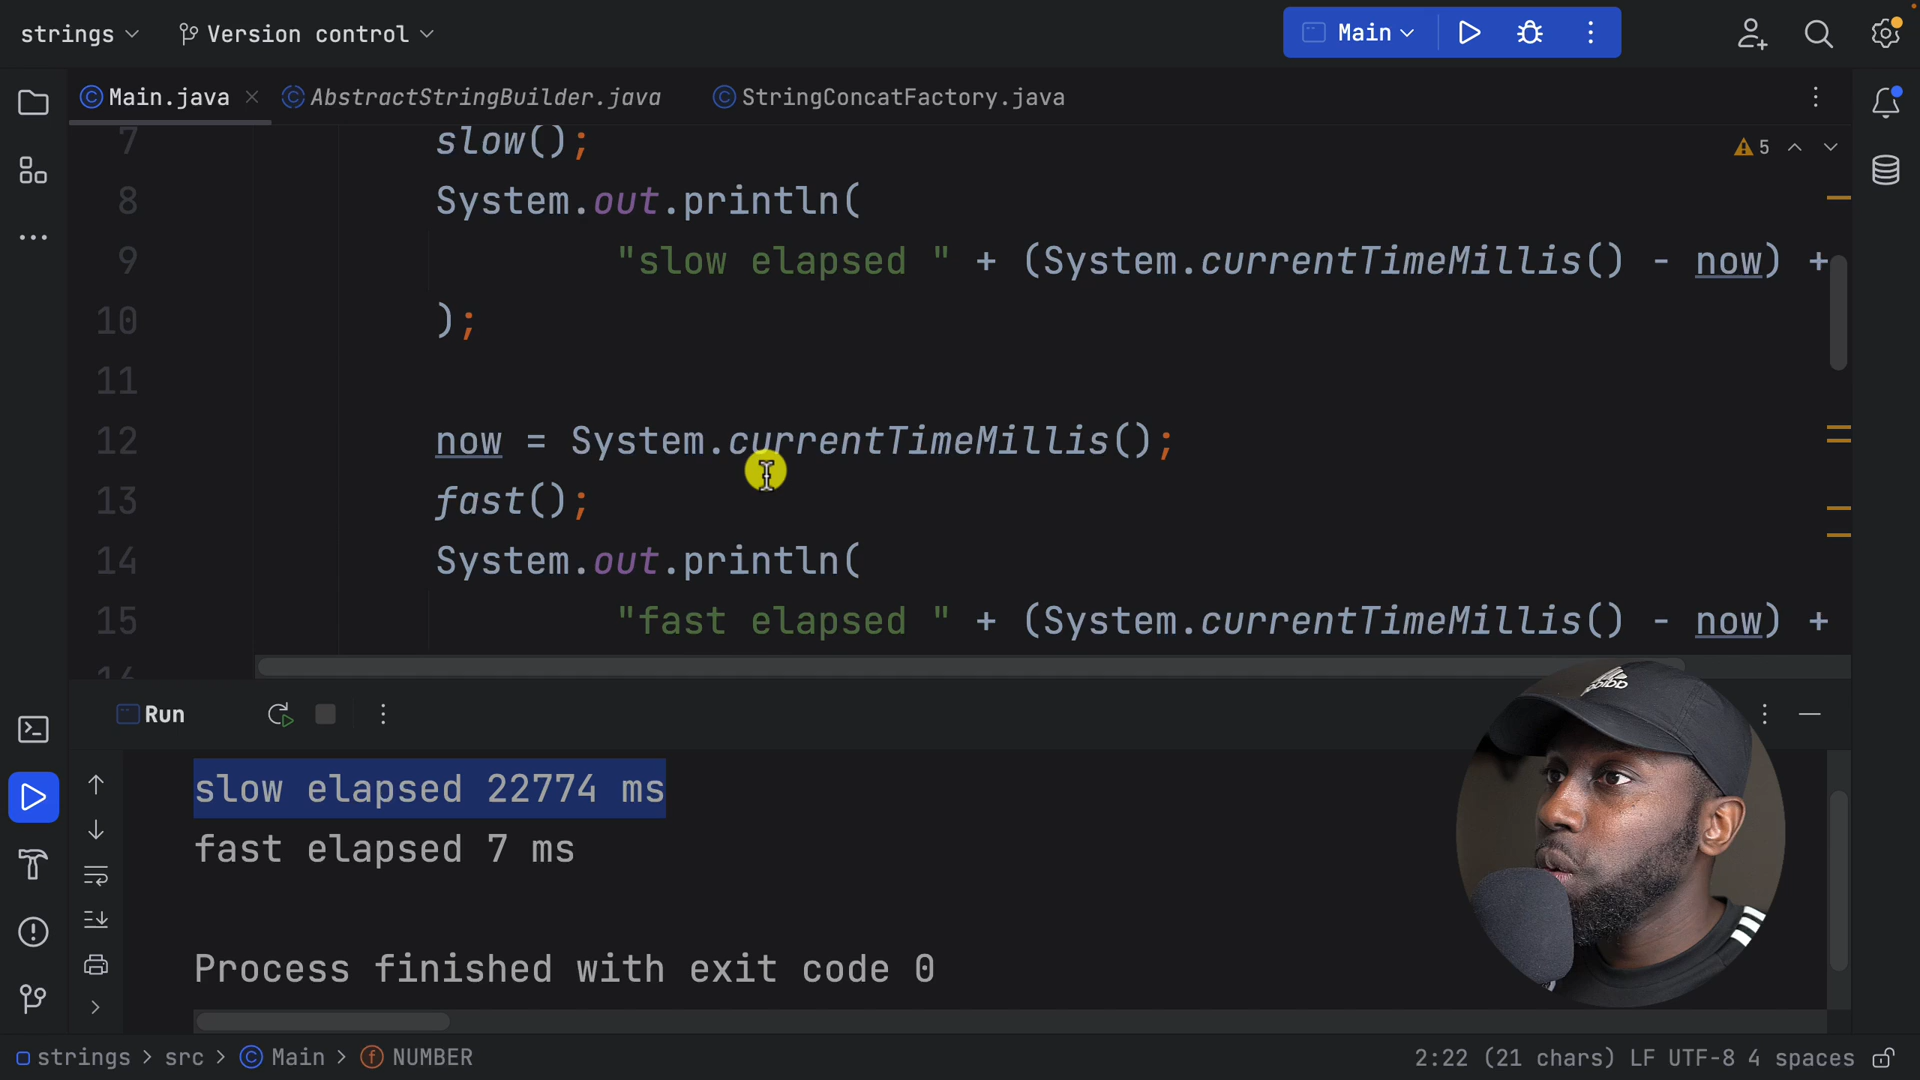 strings
Version control
Main
Main.java
AbstractStringBuilder.java
StringConcatFactory.java
7 slow();
5
8 System.out.println(
9 "slow elapsed " + (System.currentTimeMillis() - now) +
10 );
11
12 now = System.currentTimeMillis();
13 fast();
14 System.out.println(
15 "fast elapsed " + (System.currentTimeMillis() - now) +
16
Run
slow elapsed 22774 ms
fast elapsed 7 ms
Process finished with exit code 0
strings > src > Main > NUMBER
2:22 (21 chars) LF UTF-8 4 spaces